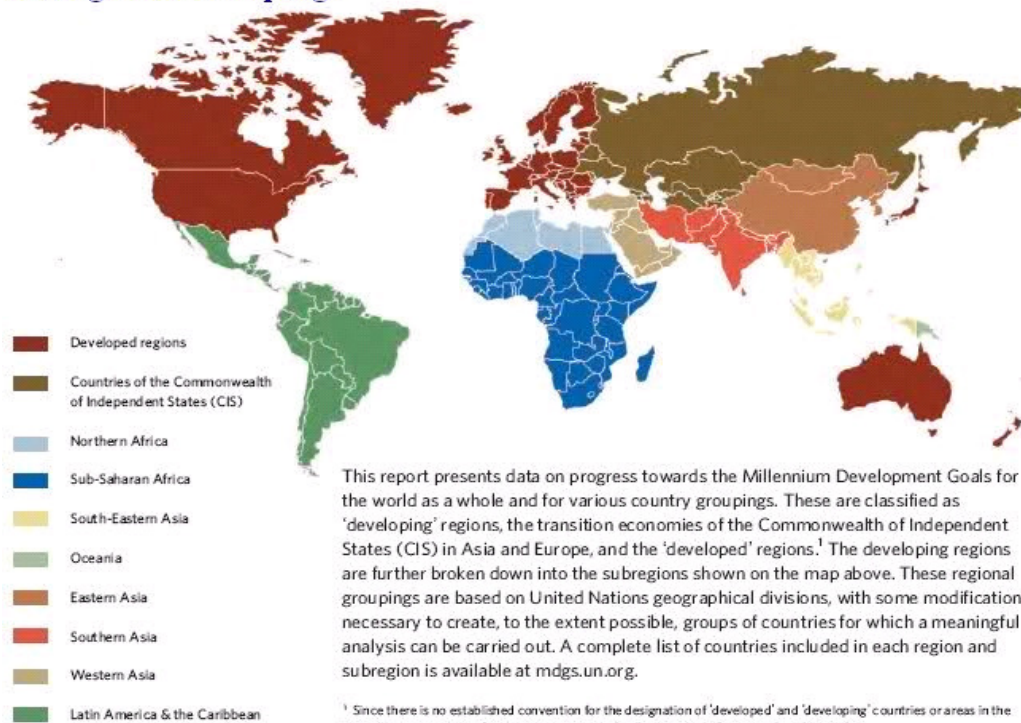 Developed regions
Countries of the Commonwealth
of Independent States (CIS)
Northern Africa
Sub-Saharan Africa
South-Eastern Asia
Oceania
Eastern Asia
Southern Asia
Western Asia
Latin America & the Caribbean
This report presents data on progress towards the Millennium Development Goals for
the world as a whole and for various country groupings. These are classified as
‘developing’ regions, the transition economies of the Commonwealth of Independent
States (CIS) in Asia and Europe, and the ‘developed’ regions.¹ The developing regions
are further broken down into the subregions shown on the map above. These regional
groupings are based on United Nations geographical divisions, with some modification
necessary to create, to the extent possible, groups of countries for which a meaningful
analysis can be carried out. A complete list of countries included in each region and
subregion is available at mdgs.un.org.
¹ Since there is no established convention for the designation of ‘developed’ and ‘developing’ countries or areas in the